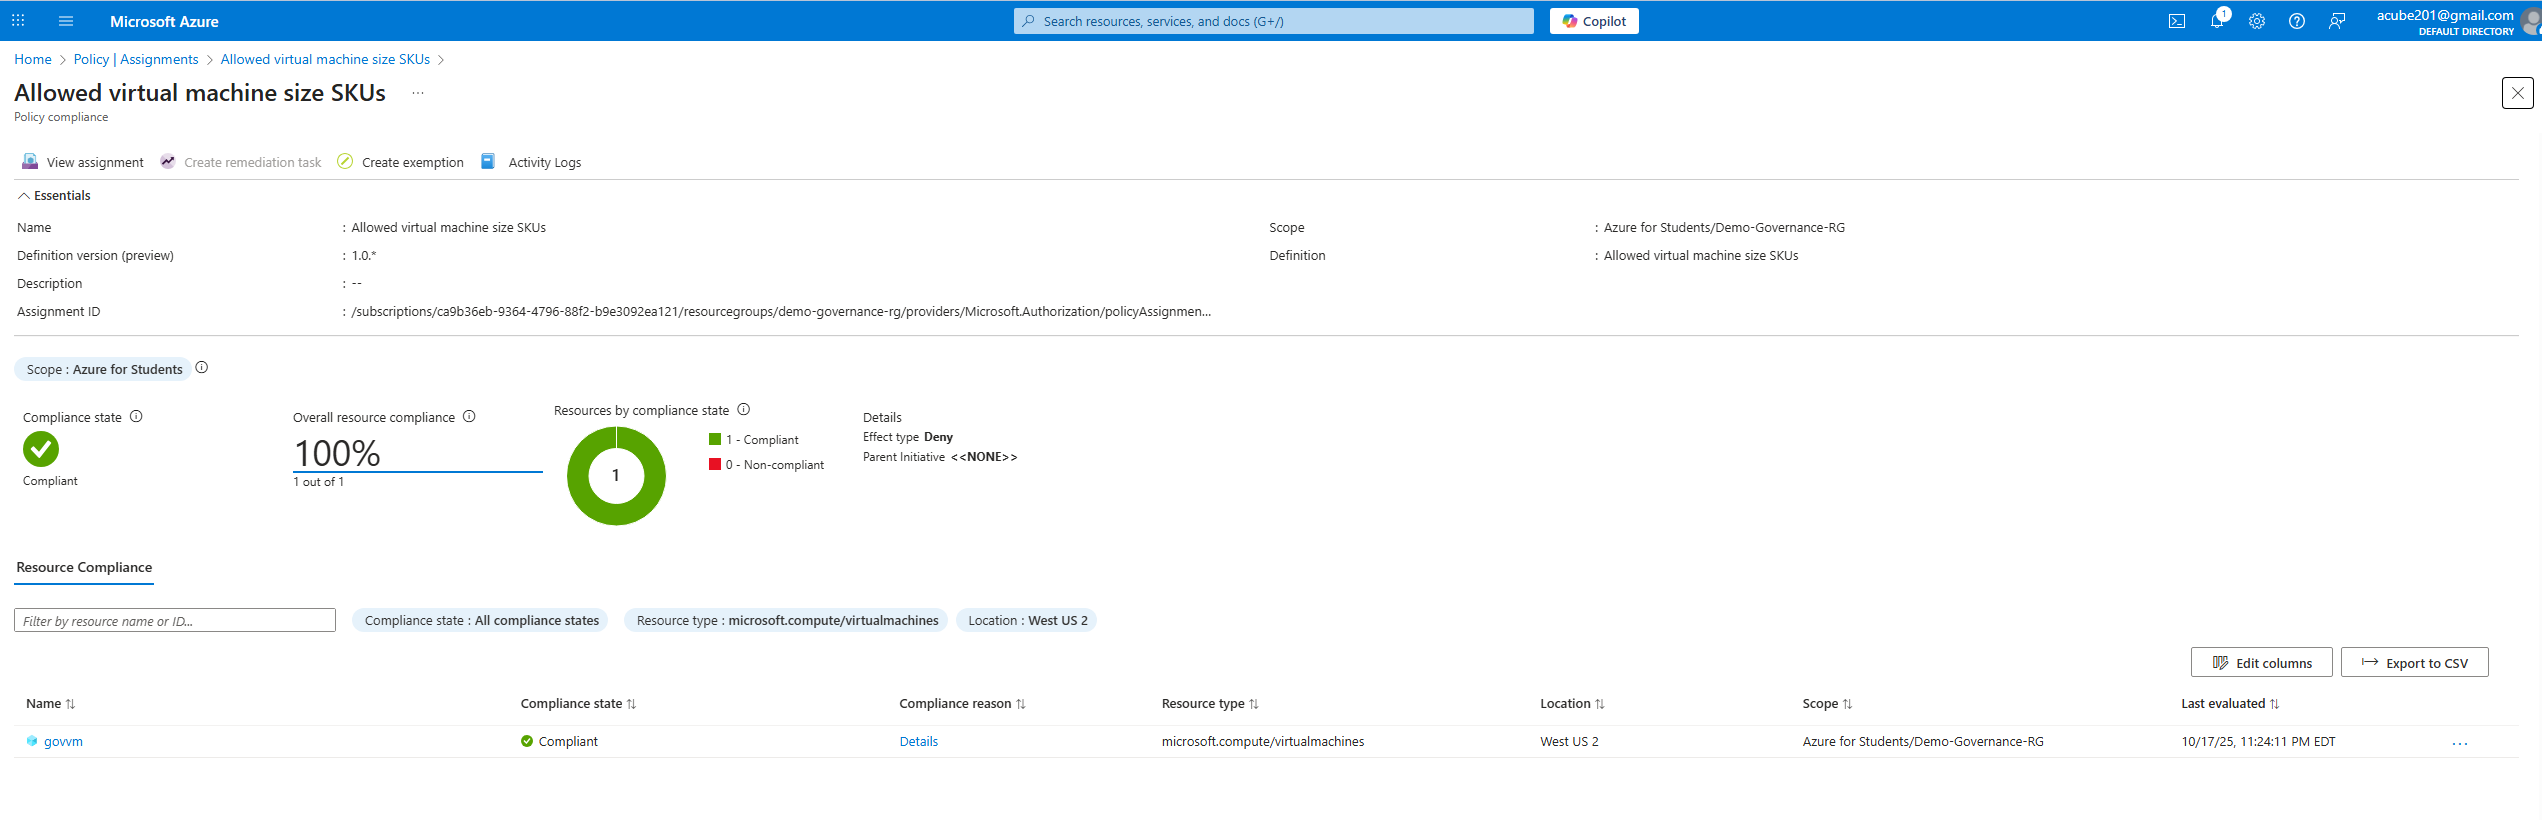 Microsoft Azure
Search resources, services, and docs (G+/)
Copilot
1
acube201@gmail.com
DEFAULT DIRECTORY
Home > Policy | Assignments > Allowed virtual machine size SKUs >
Allowed virtual machine size SKUs ...
Policy compliance
View assignment Create remediation task Create exemption Activity Logs
Essentials
Name : Allowed virtual machine size SKUs Scope : Azure for Students/Demo-Governance-RG
Definition version (preview) : 1.0.* Definition : Allowed virtual machine size SKUs
Description : --
Assignment ID : /subscriptions/ca9b36eb-9364-4796-88f2-b9e3092ea121/resourcegroups/demo-governance-rg/providers/Microsoft.Authorization/policyAssignmen...
Scope : Azure for Students
Compliance state
Compliant
Overall resource compliance
100%
1 out of 1
Resources by compliance state
1
1 - Compliant
0 - Non-compliant
Details
Effect type Deny
Parent Initiative <<NONE>>
Resource Compliance
Filter by resource name or ID... Compliance state : All compliance states Resource type : microsoft.compute/virtualmachines Location : West US 2
Edit columns Export to CSV
Name Compliance state Compliance reason Resource type Location Scope Last evaluated
govvm Compliant Details microsoft.compute/virtualmachines West US 2 Azure for Students/Demo-Governance-RG 10/17/25, 11:24:11 PM EDT ...